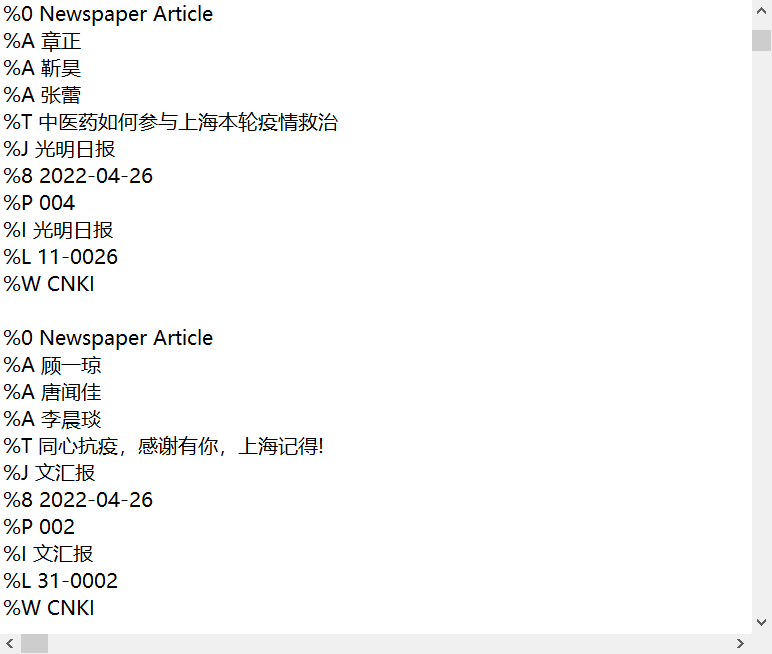 %0 Newspaper Article
%A 章正
%A 靳昊
%A 张蕾
%T 中医药如何参与上海本轮疫情救治
%J 光明日报
%8 2022-04-26
%P 004
%I 光明日报
%L 11-0026
%W CNKI
%0 Newspaper Article
%A 顾一琼
%A 唐闻佳
%A 李晨琰
%T 同心抗疫，感谢有你，上海记得!
%J 文汇报
%8 2022-04-26
%P 002
%I 文汇报
%L 31-0002
%W CNKI